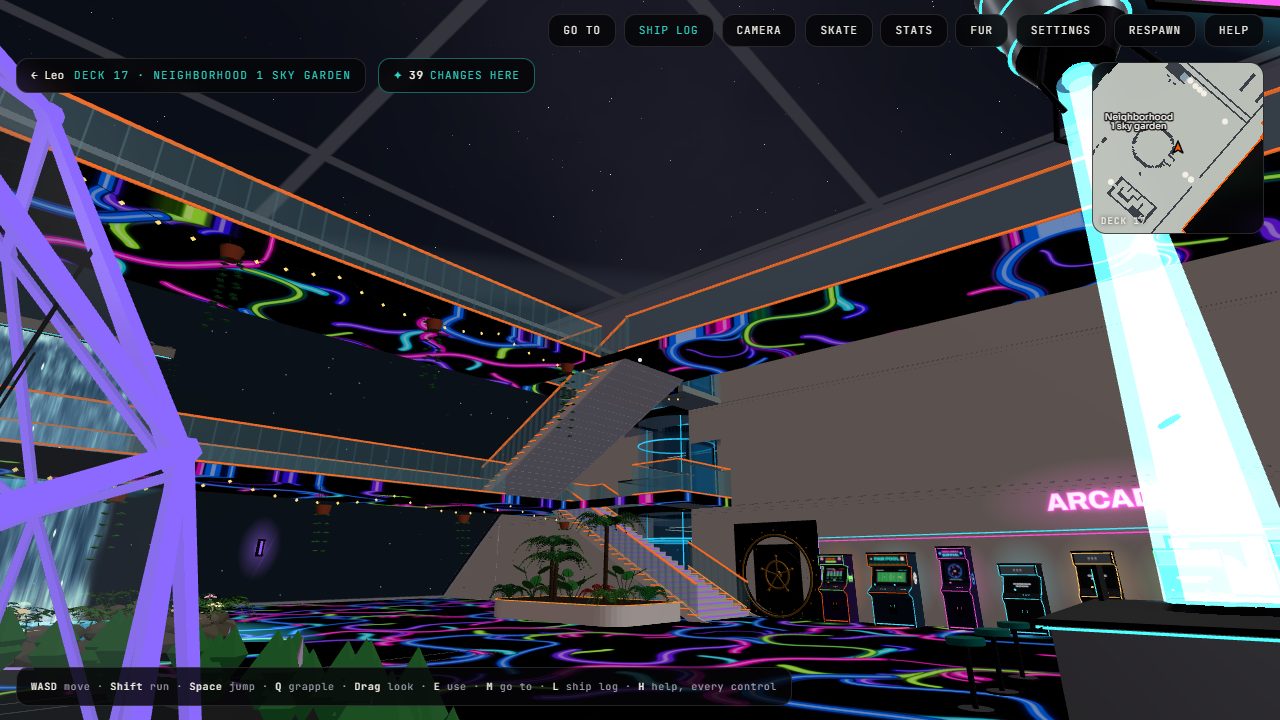 GO TO
SHIP LOG
CAMERA
SKATE
STATS
FUR
SETTINGS
RESPAWN
HELP
← Leo DECK 17 · NEIGHBORHOOD 1 SKY GARDEN
✦ 39 CHANGES HERE
Neighborhood
1 sky garden
DECK 17
ARCAD
WASD move · Shift run · Space jump · Q grapple · Drag look · E use · M go to · L ship log · H help, every control